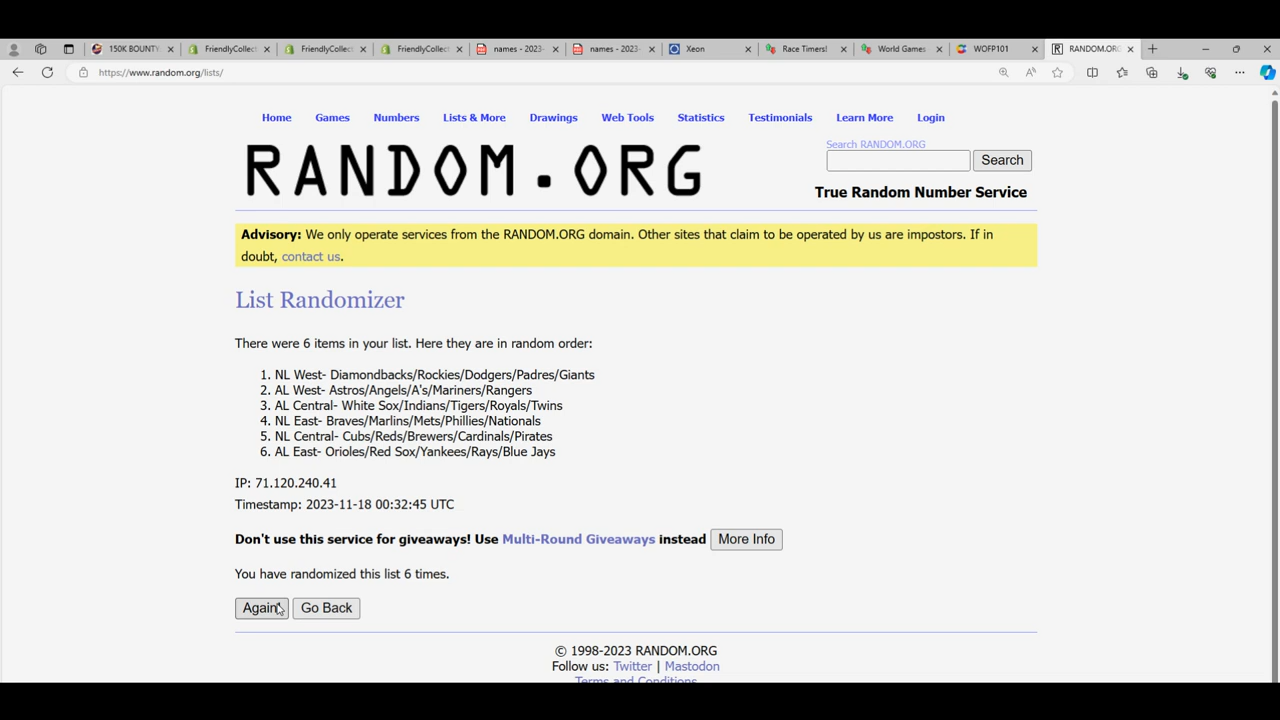 150K BOUNTY
FriendlyCollect
FriendlyCollect
FriendlyCollect
names - 2023-
names - 2023-
Xeon
Race Timers!
World Games
WOFP101
RANDOM.ORG
https://www.random.org/lists/
Home Games Numbers Lists & More Drawings Web Tools Statistics Testimonials Learn More Login
RANDOM.ORG
Search RANDOM.ORG
Search
True Random Number Service
Advisory: We only operate services from the RANDOM.ORG domain. Other sites that claim to be operated by us are impostors. If in
doubt, contact us.
List Randomizer
There were 6 items in your list. Here they are in random order:
1. NL West- Diamondbacks/Rockies/Dodgers/Padres/Giants
2. AL West- Astros/Angels/A's/Mariners/Rangers
3. AL Central- White Sox/Indians/Tigers/Royals/Twins
4. NL East- Braves/Marlins/Mets/Phillies/Nationals
5. NL Central- Cubs/Reds/Brewers/Cardinals/Pirates
6. AL East- Orioles/Red Sox/Yankees/Rays/Blue Jays
IP: 71.120.240.41
Timestamp: 2023-11-18 00:32:45 UTC
Don't use this service for giveaways! Use Multi-Round Giveaways instead More Info
You have randomized this list 6 times.
Again! Go Back
© 1998-2023 RANDOM.ORG
Follow us: Twitter | Mastodon
Terms and Conditions